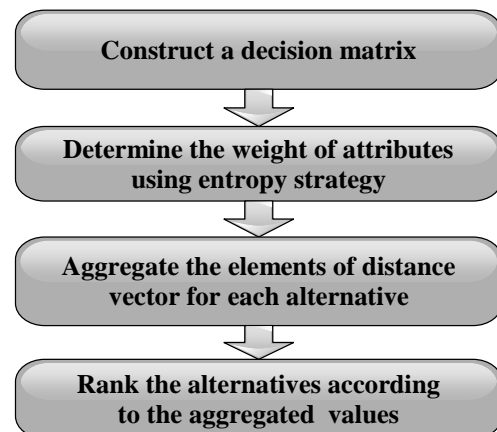 Construct a decision matrix
Determine the weight of attributes
using entropy strategy
Aggregate the elements of distance
vector for each alternative
Rank the alternatives according
to the aggregated values